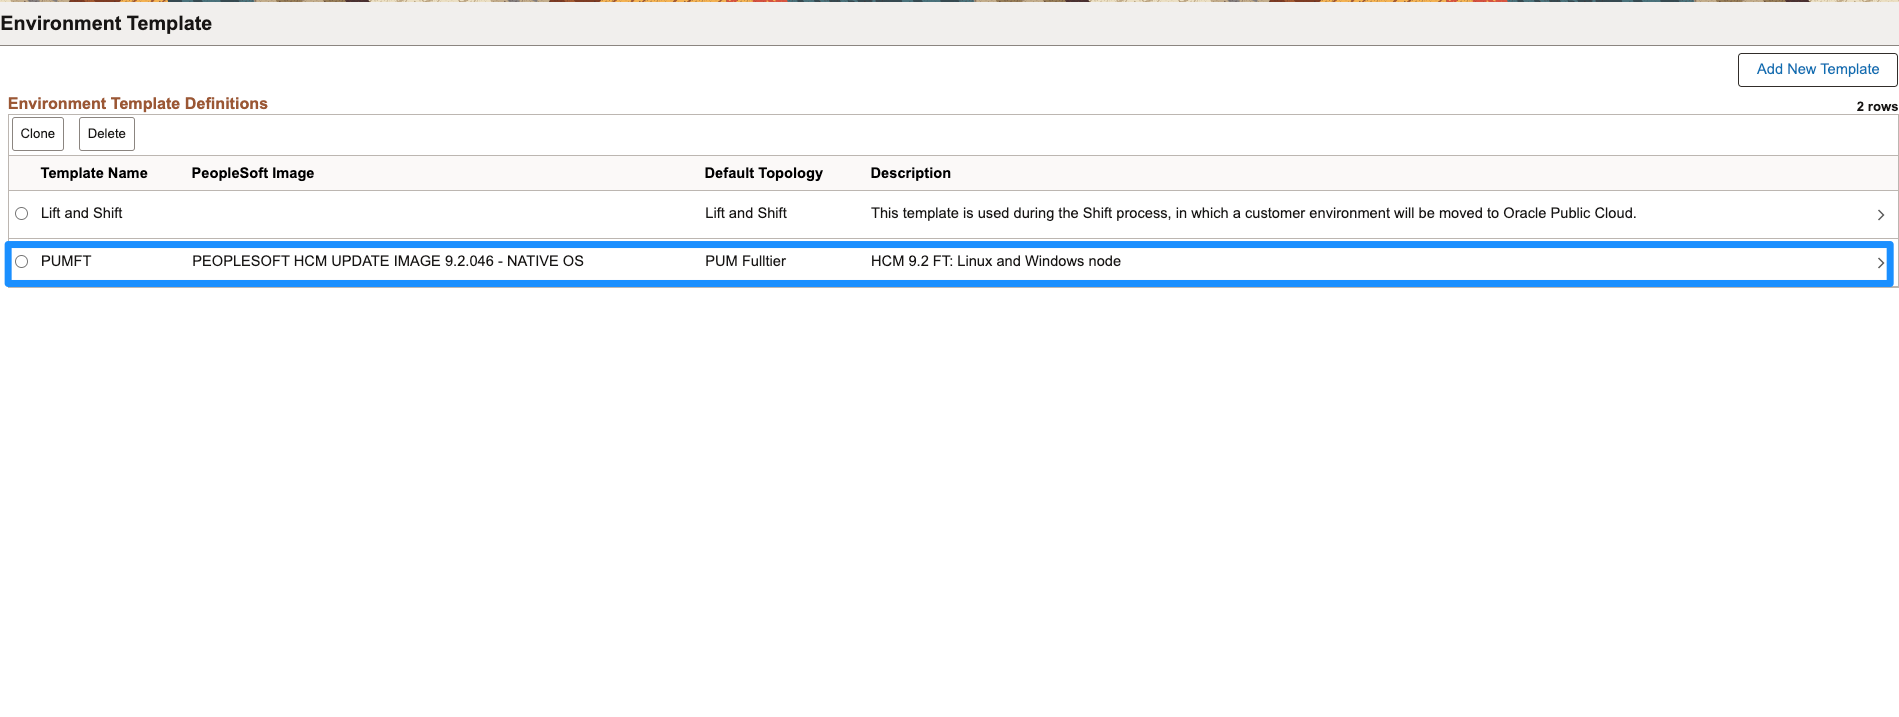 Environment Template
Add New Template
Environment Template Definitions
2 rows
Clone Delete
Template Name PeopleSoft Image Default Topology Description
Lift and Shift Lift and Shift This template is used during the Shift process, in which a customer environment will be moved to Oracle Public Cloud.
PUMFT PEOPLESOFT HCM UPDATE IMAGE 9.2.046 - NATIVE OS PUM Fulltier HCM 9.2 FT: Linux and Windows node